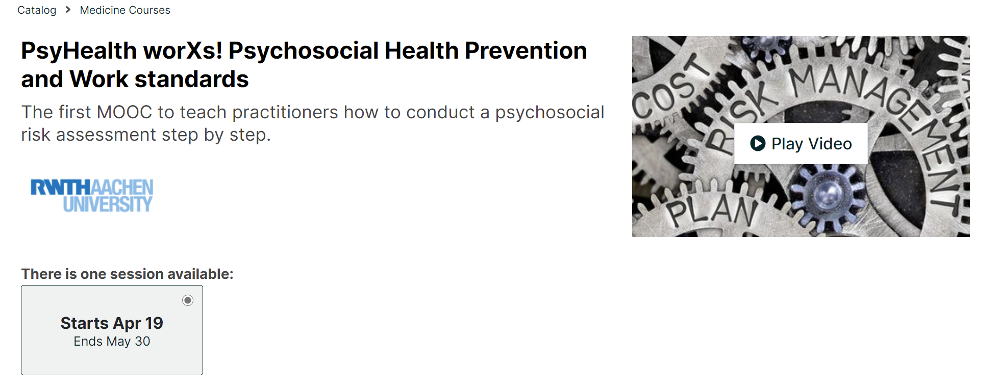 Catalog > Medicine Courses
PsyHealth worXs! Psychosocial Health Prevention
and Work standards
The first MOOC to teach practitioners how to conduct a psychosocial
risk assessment step by step.
RWTHAACHEN
UNIVERSITY
COST
RISK MANAGEMENT
Play Video
PLAN
There is one session available:
Starts Apr 19
Ends May 30